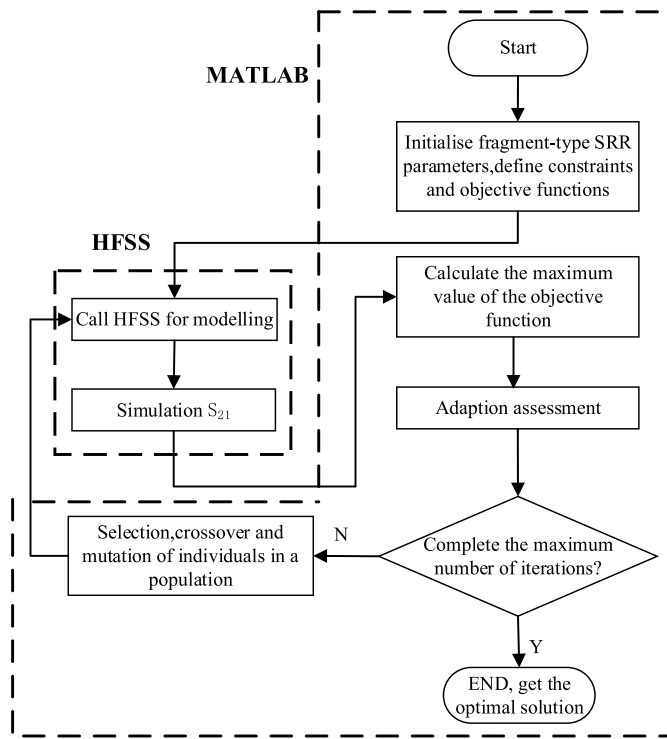 Start
MATLAB
Initialise fragment-type SRR
parameters,define constraints
and objective functions
HFSS
Calculate the maximum
value of the objective
function
Call HFSS for modelling
Simulation S₂₁
Adaption assessment
Selection,crossover and
mutation of individuals in a
population
N
Complete the maximum
number of iterations?
Y
END, get the
optimal solution